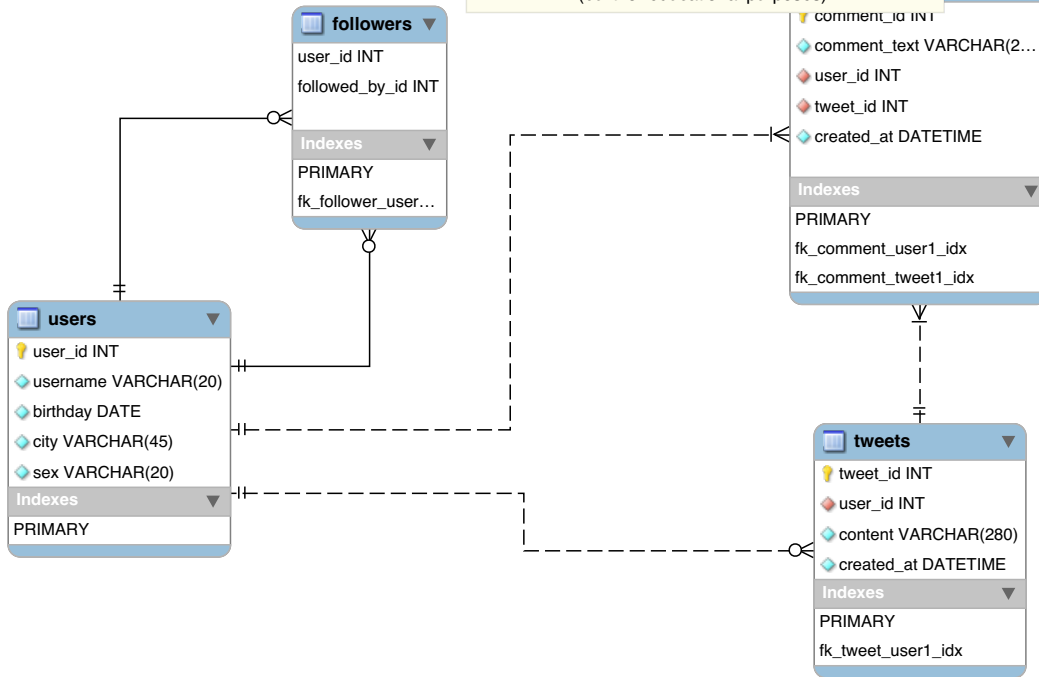 followers
user_id INT
followed_by_id INT
Indexes
PRIMARY
fk_follower_user…
comment_id INT
comment_text VARCHAR(2…
user_id INT
tweet_id INT
created_at DATETIME
Indexes
PRIMARY
fk_comment_user1_idx
fk_comment_tweet1_idx
users
user_id INT
username VARCHAR(20)
birthday DATE
city VARCHAR(45)
sex VARCHAR(20)
Indexes
PRIMARY
tweets
tweet_id INT
user_id INT
content VARCHAR(280)
created_at DATETIME
Indexes
PRIMARY
fk_tweet_user1_idx